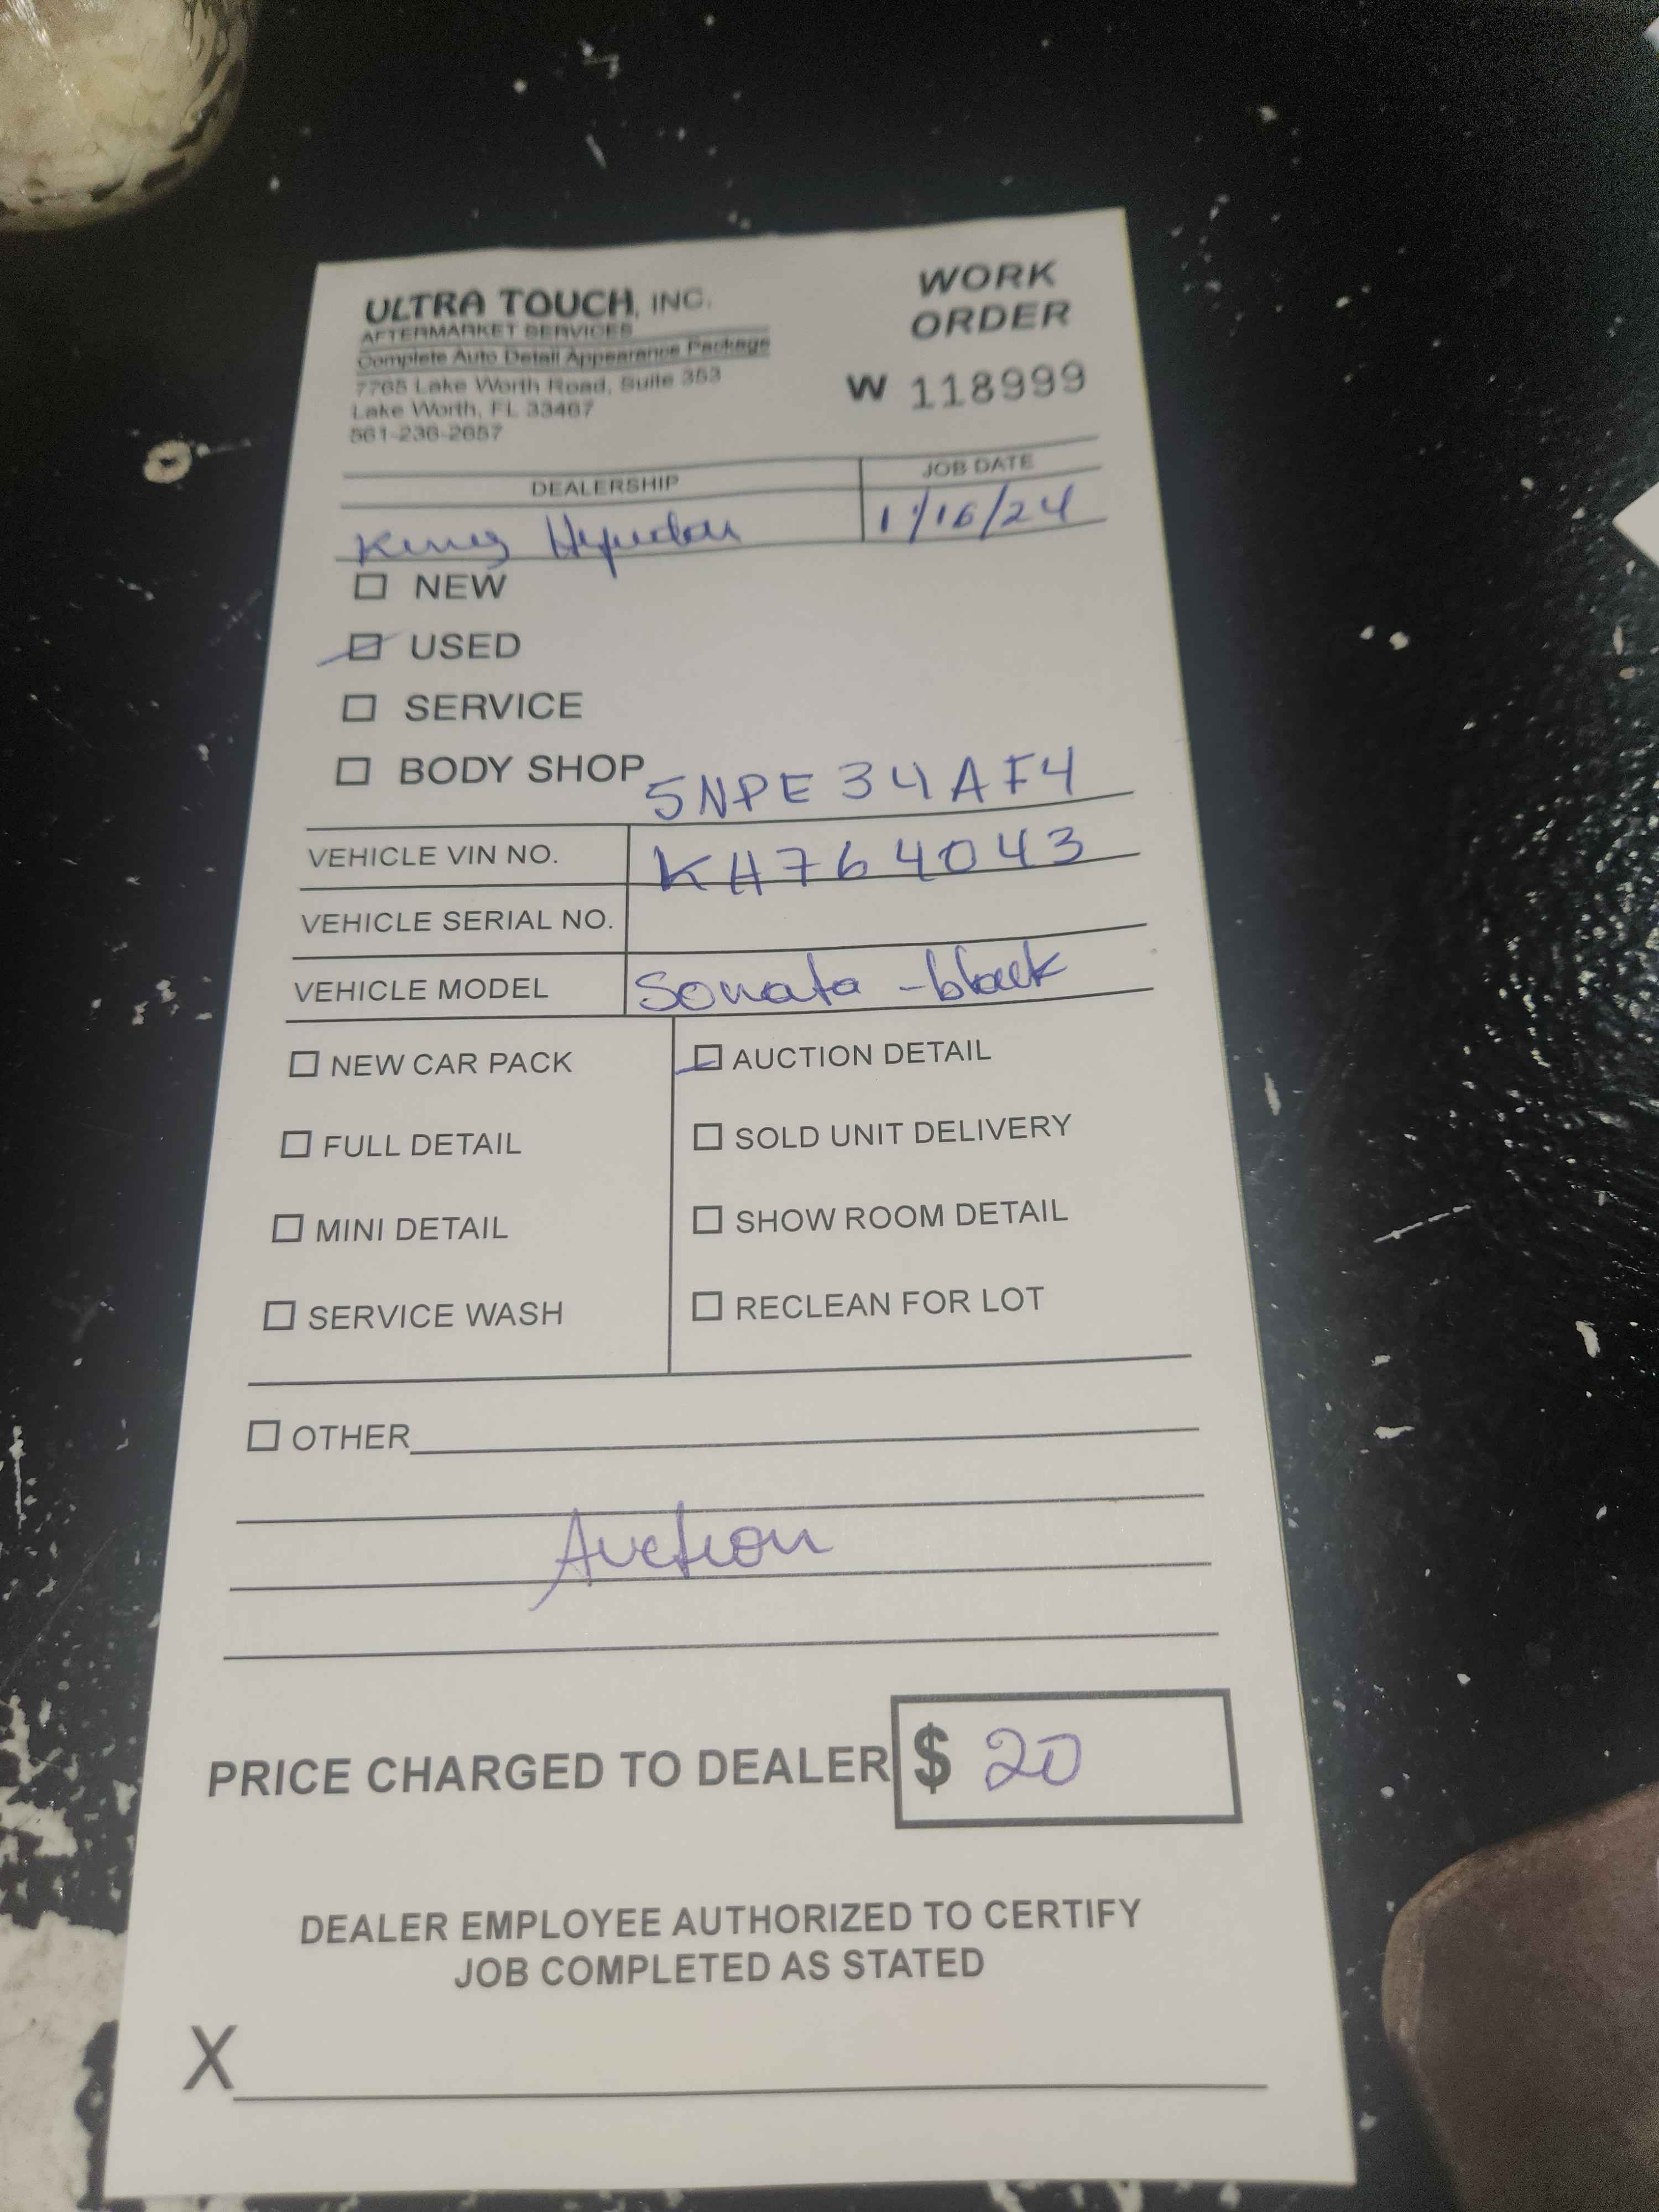 ULTRA TOUCH, INC.
AFTERMARKET SERVICES
Complete Auto Detail Appearance Package
7765 Lake Worth Road, Suite 353
Lake Worth, FL 33467
561-236-2657
WORK
ORDER
W 118999
DEALERSHIP
JOB DATE
King Hyundai
11/16/24
NEW
USED
SERVICE
BODY SHOP
5NPE34AF4
VEHICLE VIN NO.
KH764043
VEHICLE SERIAL NO.
VEHICLE MODEL
Sonata - black
NEW CAR PACK
AUCTION DETAIL
FULL DETAIL
SOLD UNIT DELIVERY
MINI DETAIL
SHOW ROOM DETAIL
SERVICE WASH
RECLEAN FOR LOT
OTHER
Auction
PRICE CHARGED TO DEALER $ 20
DEALER EMPLOYEE AUTHORIZED TO CERTIFY
JOB COMPLETED AS STATED
X